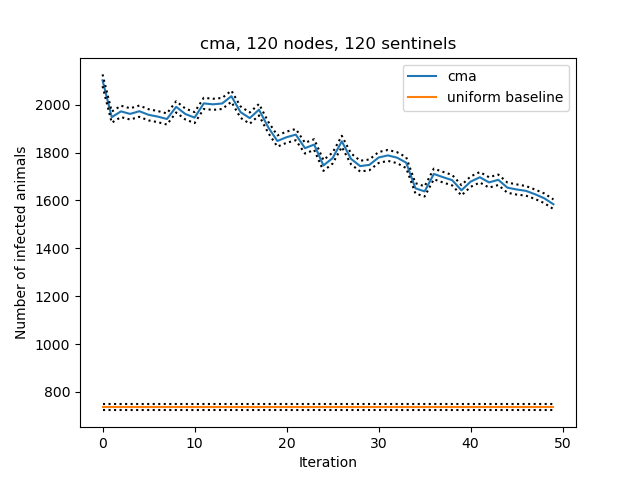 cma, 120 nodes, 120 sentinels
cma
uniform baseline
Number of infected animals
2000
1800
1600
1400
1200
1000
800
0 10 20 30 40 50
Iteration